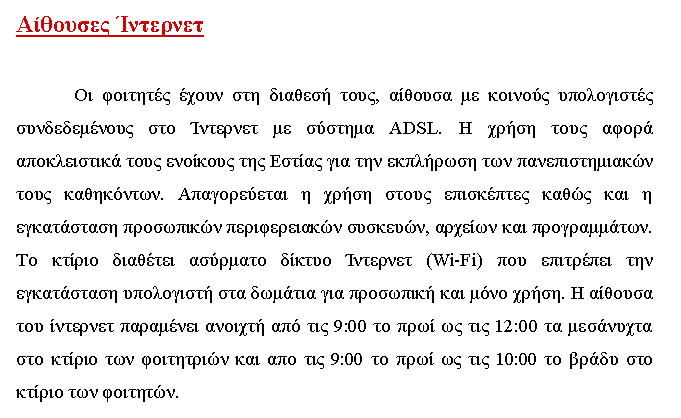 Αίθουσες Ίντερνετ
Οι φοιτητές έχουν στη διαθεσή τους, αίθουσα με κοινούς υπολογιστές
συνδεδεμένους στο Ίντερνετ με σύστημα ADSL. Η χρήση τους αφορά
αποκλειστικά τους ενοίκους της Εστίας για την εκπλήρωση των πανεπιστημιακών
τους καθηκόντων. Απαγορεύεται η χρήση στους επισκέπτες καθώς και η
εγκατάσταση προσωπικών περιφερειακών συσκευών, αρχείων και προγραμμάτων.
Το κτίριο διαθέτει ασύρματο δίκτυο Ίντερνετ (Wi-Fi) που επιτρέπει την
εγκατάσταση υπολογιστή στα δωμάτια για προσωπική και μόνο χρήση. Η αίθουσα
του ίντερνετ παραμένει ανοιχτή από τις 9:00 το πρωί ως τις 12:00 τα μεσάνυχτα
στο κτίριο των φοιτητριών και απο τις 9:00 το πρωί ως τις 10:00 το βράδυ στο
κτίριο των φοιτητών.